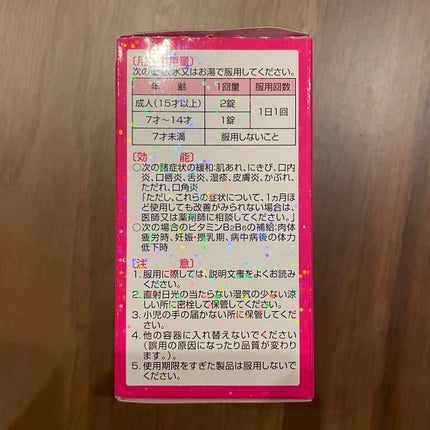 次の量を、水又はお湯で服用してください。
年 齢 1回量 服用回数
成人(15才以上) 2錠 1日1回
7才～14才 1錠
7才未満 服用しないこと
〔効 能〕
○次の諸症状の緩和：肌あれ、にきび、口内
炎、口唇炎、舌炎、湿疹、皮膚炎、かぶれ、
ただれ、口角炎
「ただし、これらの症状について、1ヵ月ほ
ど使用しても改善がみられない場合は、
医師又は薬剤師に相談してください。」
○次の場合のビタミンB2B6の補給：肉体
疲労時、妊娠・授乳期、病中病後の体力
低下時
〔注 意〕
1. 服用に際しては、説明文書をよくお読み
ください。
2. 直射日光の当たらない湿気の少ない涼
しい所に密栓して保管してください。
3. 小児の手の届かない所に保管してください。
4. 他の容器に入れ替えないでください
(誤用の原因になったり品質が変わり
ます。)。
5. 使用期限をすぎた製品は服用しないで
ください。